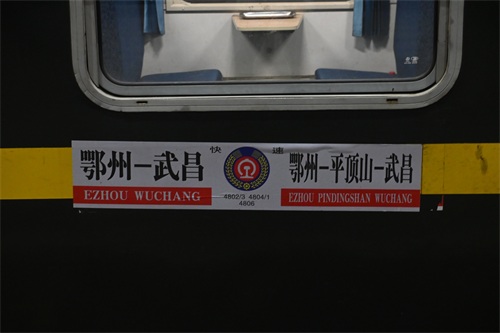 鄂州－武昌
EZHOU WUCHANG
快 速
4802/3 4804/1
4806
鄂州－平顶山－武昌
EZHOU PINDINGSHAN WUCHANG